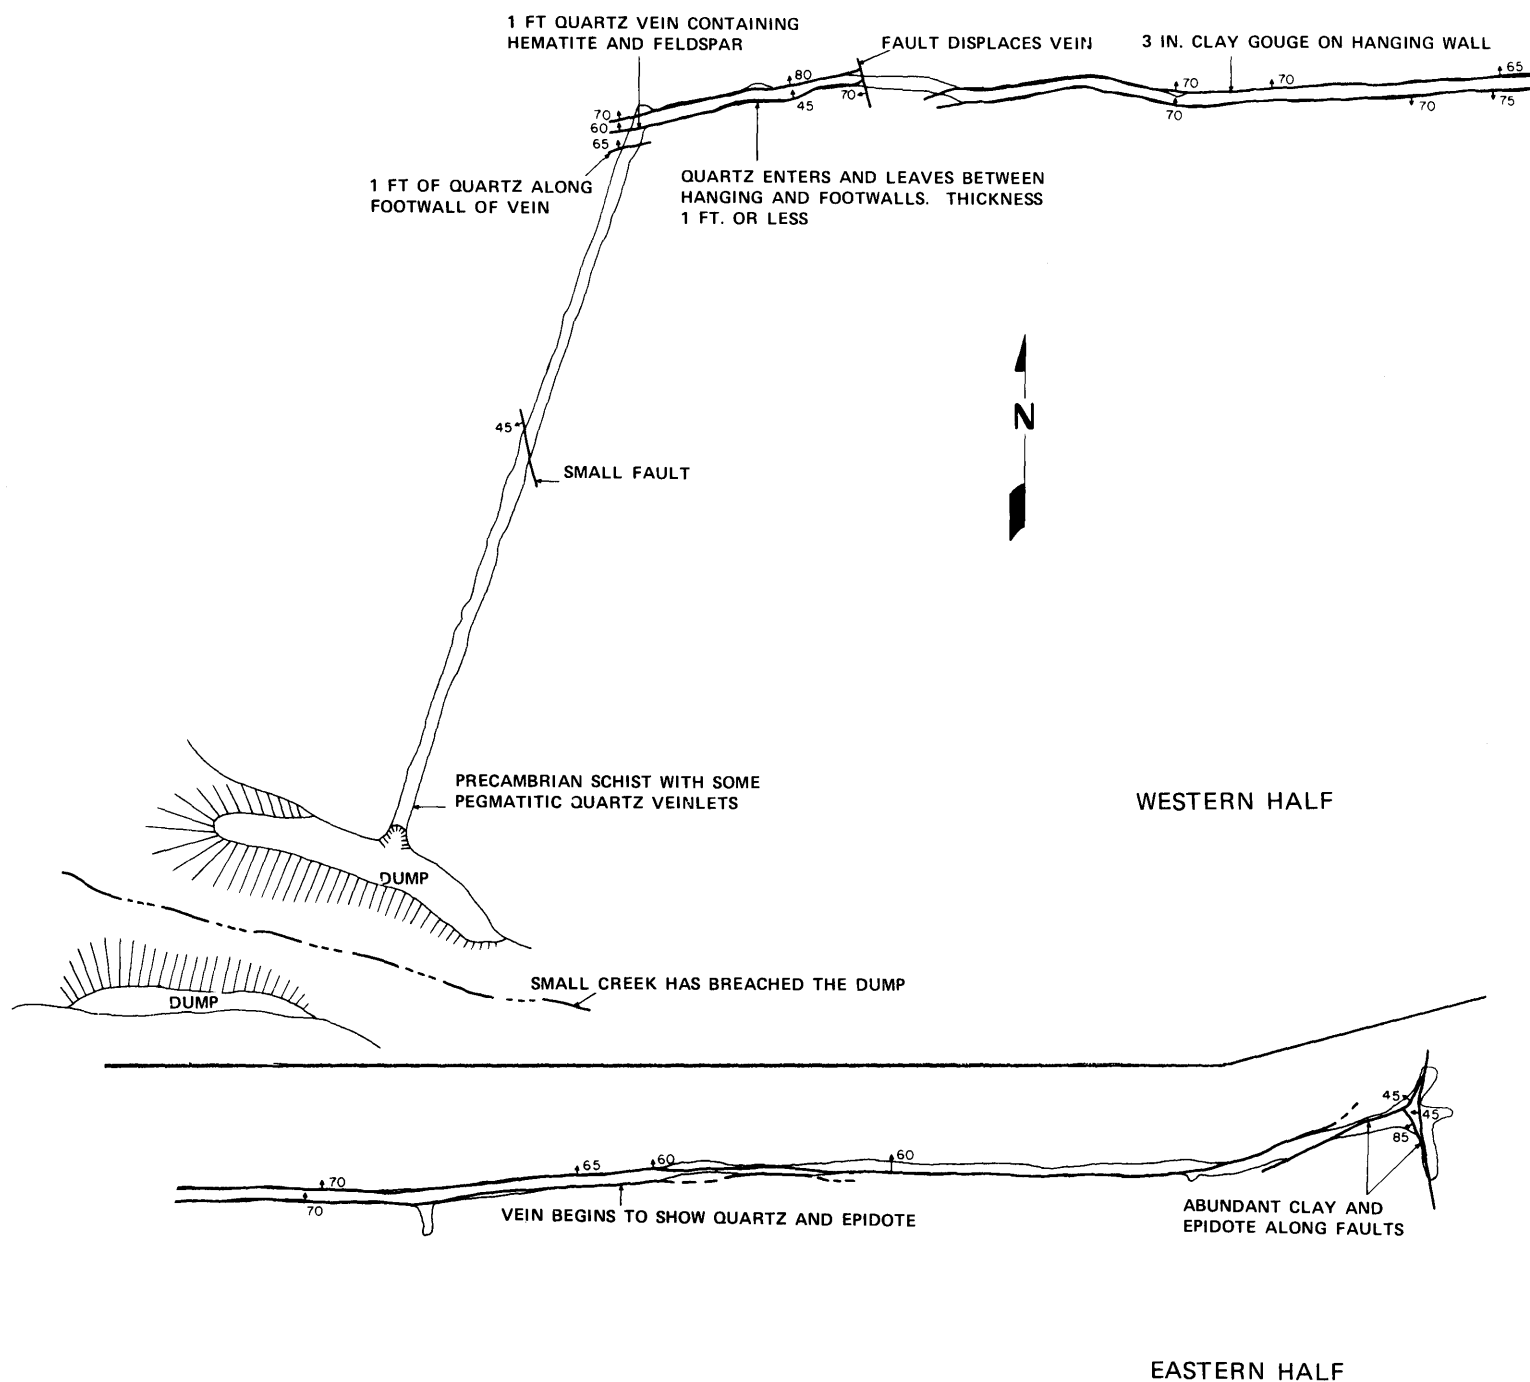 1 FT QUARTZ VEIN CONTAINING
HEMATITE AND FELDSPAR
FAULT DISPLACES VEIN
3 IN. CLAY GOUGE ON HANGING WALL
65
80
70
70
70
45
70
60
70
70
75
65
1 FT OF QUARTZ ALONG
FOOTWALL OF VEIN
QUARTZ ENTERS AND LEAVES BETWEEN
HANGING AND FOOTWALLS. THICKNESS
1 FT. OR LESS
N
45
SMALL FAULT
PRECAMBRIAN SCHIST WITH SOME
PEGMATITIC QUARTZ VEINLETS
WESTERN HALF
DUMP
SMALL CREEK HAS BREACHED THE DUMP
DUMP
45
45
85
60
60
65
70
70
VEIN BEGINS TO SHOW QUARTZ AND EPIDOTE
ABUNDANT CLAY AND
EPIDOTE ALONG FAULTS
EASTERN HALF